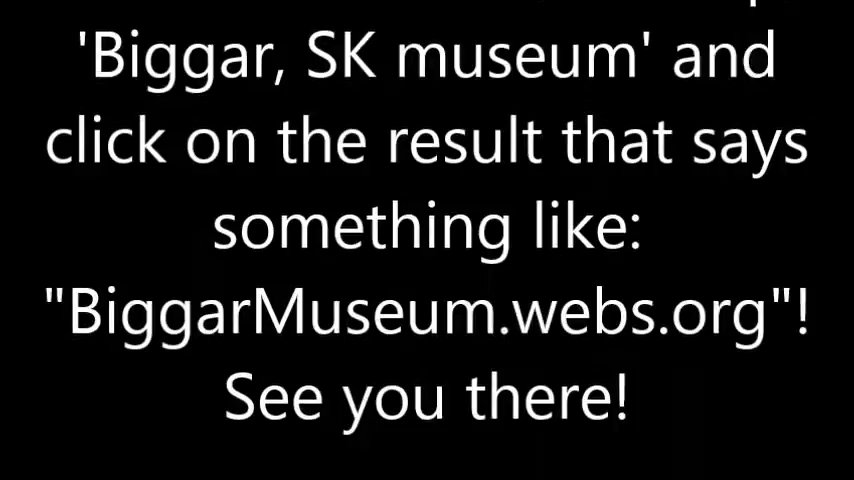 'Biggar, SK museum' and
click on the result that says
something like:
"BiggarMuseum.webs.org"!
See you there!